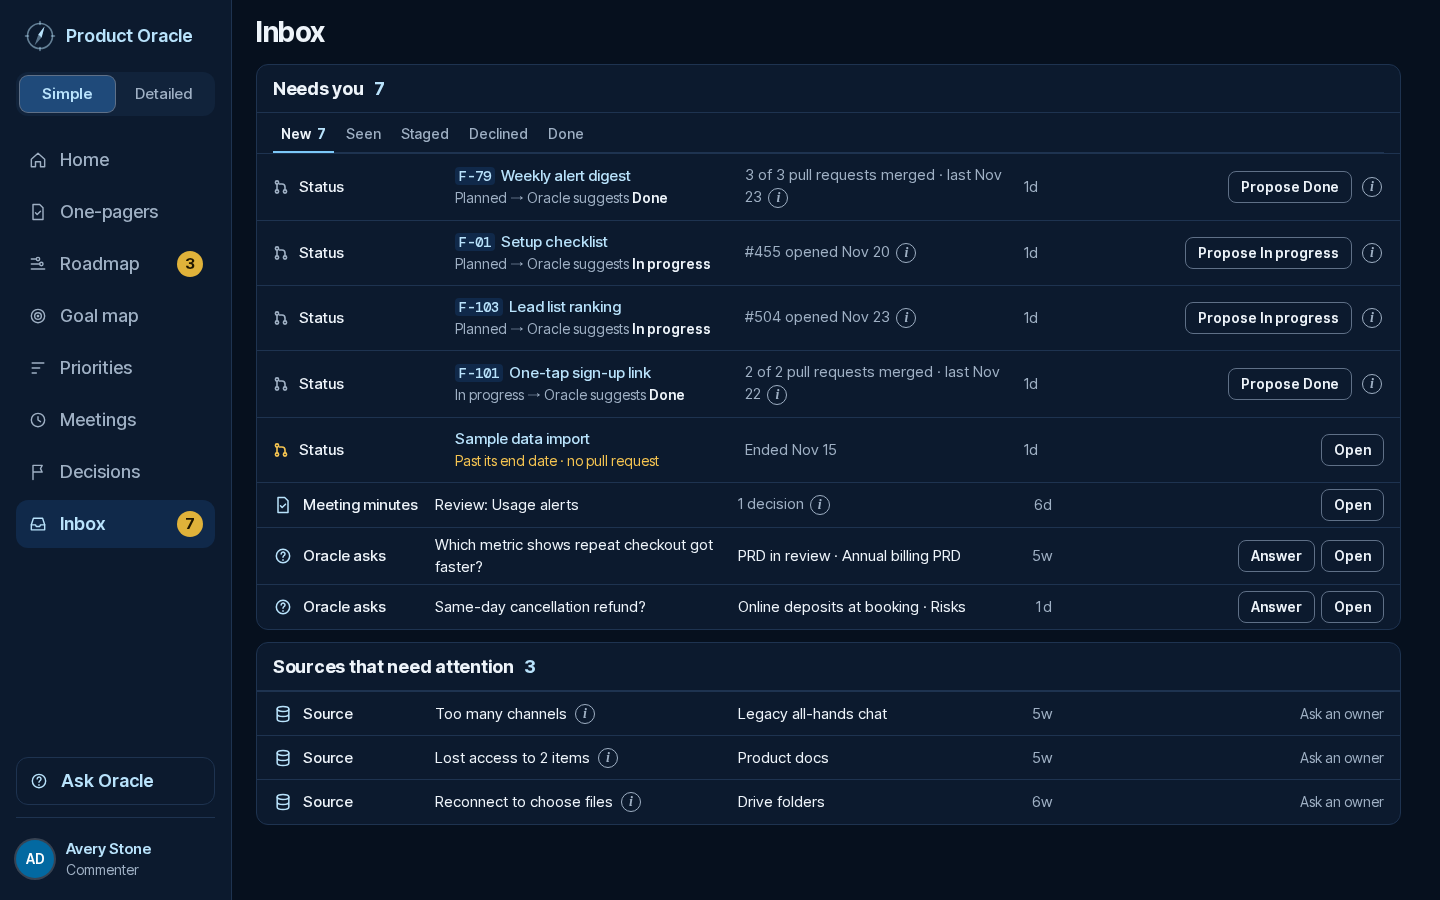 Product Oracle
Simple Detailed
Home
One-pagers
Roadmap 3
Goal map
Priorities
Meetings
Decisions
Inbox 7
Ask Oracle
AD
Avery Stone
Commenter
Inbox
Needs you 7
New 7 Seen Staged Declined Done
Status
F-79 Weekly alert digest
Planned → Oracle suggests Done
3 of 3 pull requests merged · last Nov
23 i
1d
Propose Done i
Status
F-01 Setup checklist
Planned → Oracle suggests In progress
#455 opened Nov 20 i
1d
Propose In progress i
Status
F-103 Lead list ranking
Planned → Oracle suggests In progress
#504 opened Nov 23 i
1d
Propose In progress i
Status
F-101 One-tap sign-up link
In progress → Oracle suggests Done
2 of 2 pull requests merged · last Nov
22 i
1d
Propose Done i
Status
Sample data import
Past its end date · no pull request
Ended Nov 15
1d
Open
Meeting minutes
Review: Usage alerts
1 decision i
6d
Open
Oracle asks
Which metric shows repeat checkout got
faster?
PRD in review · Annual billing PRD
5w
Answer Open
Oracle asks
Same-day cancellation refund?
Online deposits at booking · Risks
1d
Answer Open
Sources that need attention 3
Source
Too many channels i
Legacy all-hands chat
5w
Ask an owner
Source
Lost access to 2 items i
Product docs
5w
Ask an owner
Source
Reconnect to choose files i
Drive folders
6w
Ask an owner